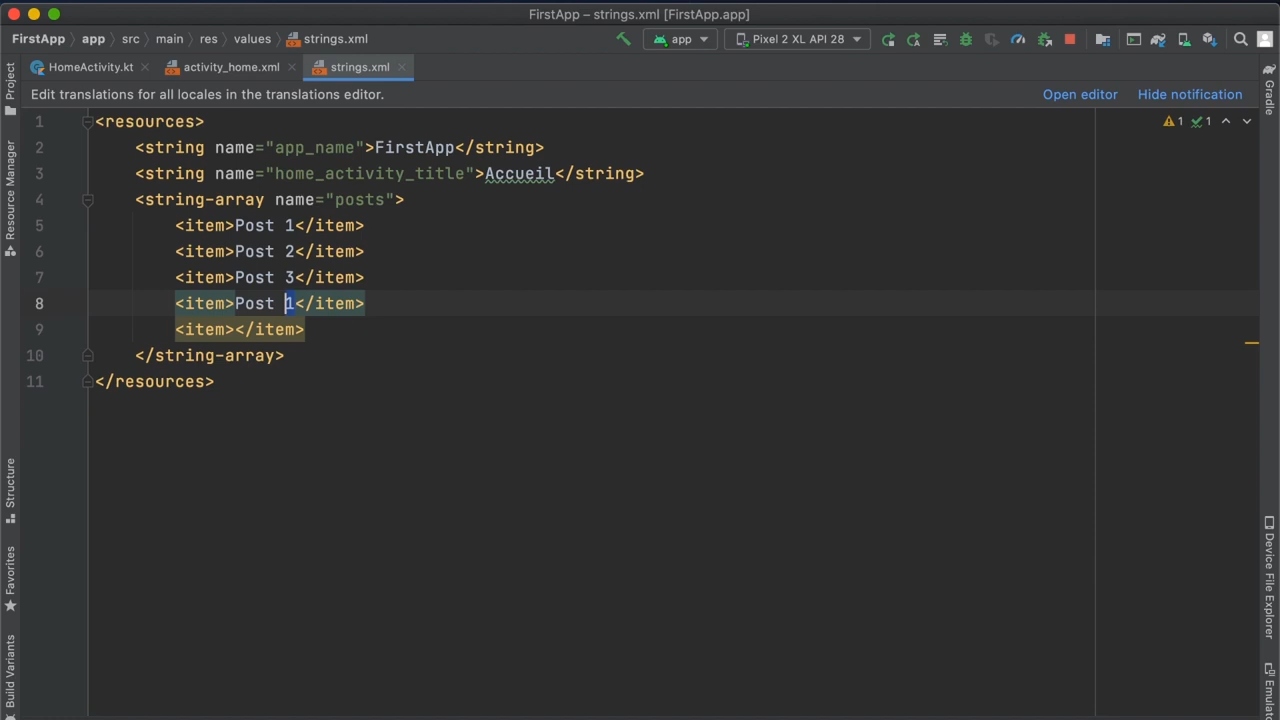 FirstApp – strings.xml [FirstApp.app]
FirstApp app src main res values strings.xml app Pixel 2 XL API 28
HomeActivity.kt activity_home.xml strings.xml
Edit translations for all locales in the translations editor. Open editor Hide notification
1 <resources> 1 1
2 <string name="app_name">FirstApp</string>
3 <string name="home_activity_title">Accueil</string>
4 <string-array name="posts">
5 <item>Post 1</item>
6 <item>Post 2</item>
7 <item>Post 3</item>
8 <item>Post 1</item>
9 <item></item>
10 </string-array>
11 </resources>
Project
Resource Manager
Structure
Favorites
Build Variants
Gradle
Device File Explorer
Emulat